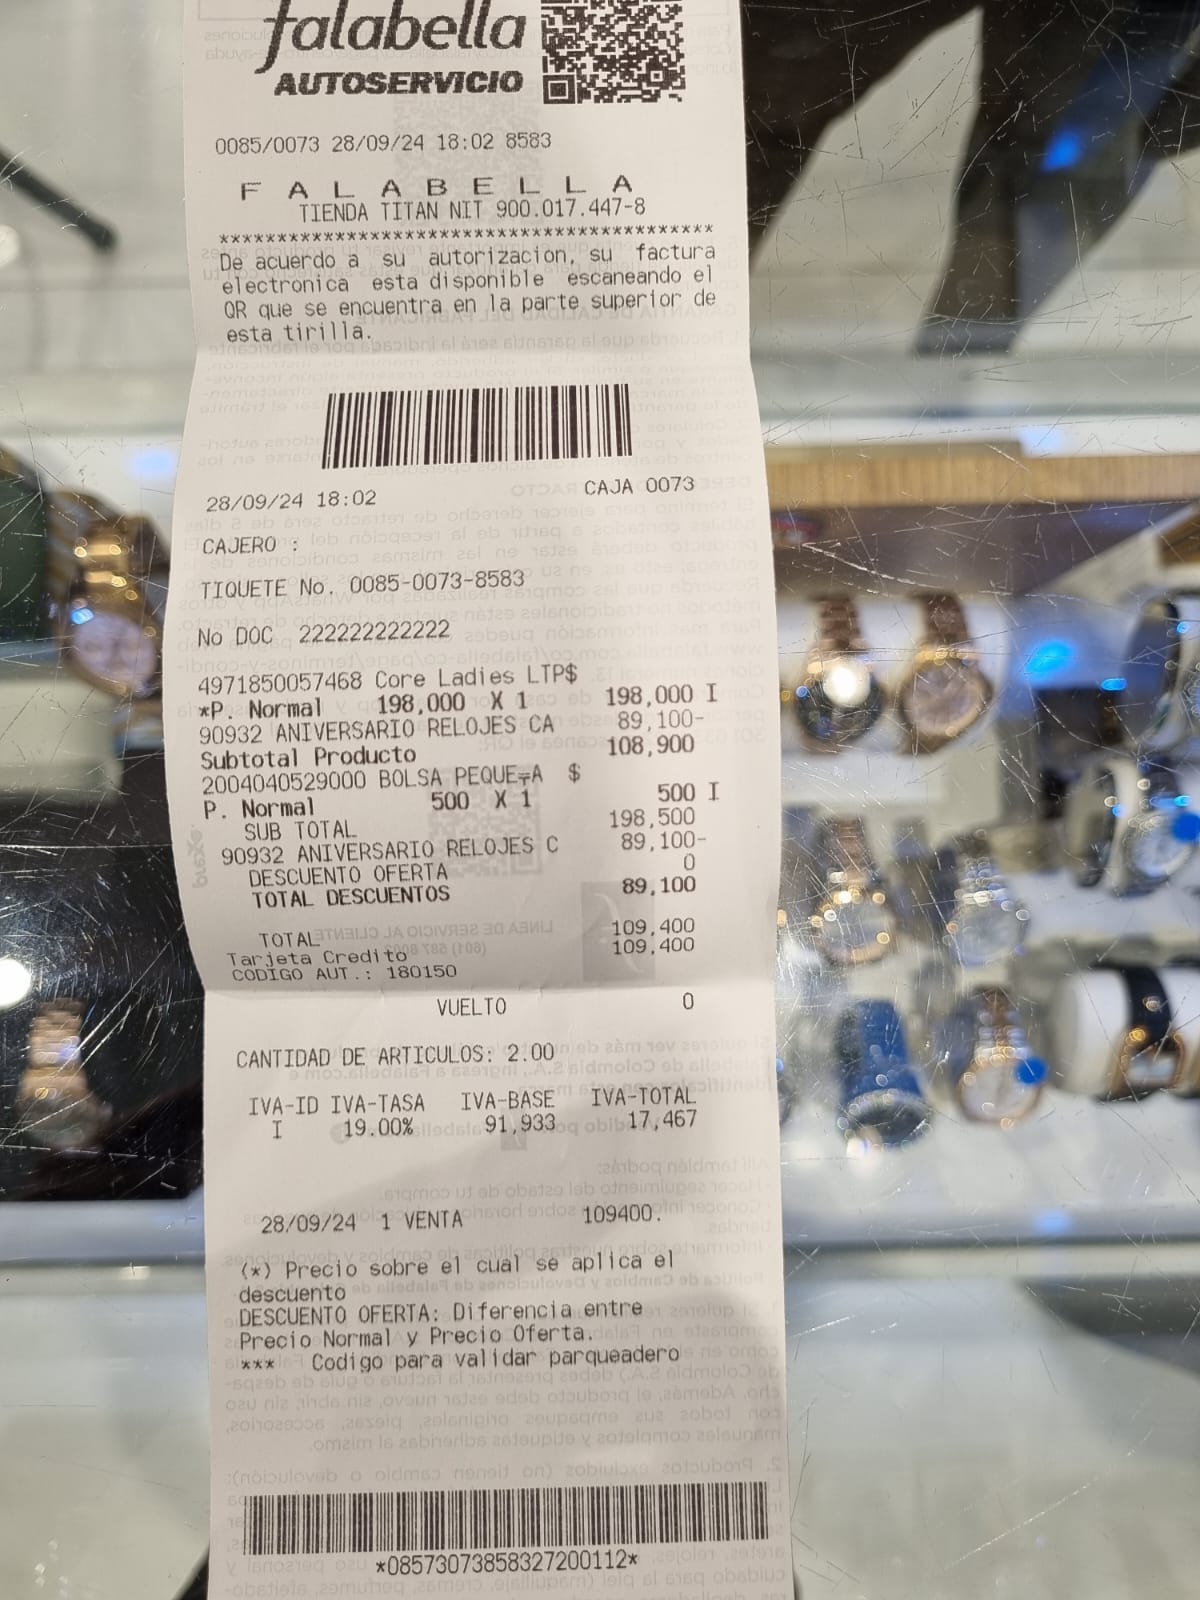 falabella
AUTOSERVICIO
0085/0073 28/09/24 18:02 8583
F A L A B E L L A
TIENDA TITAN NIT 900.017.447-8
******************************************
De acuerdo a su autorizacion, su factura
electronica esta disponible escaneando el
QR que se encuentra en la parte superior de
esta tirilla.
28/09/24 18:02 CAJA 0073
CAJERO :
TIQUETE No. 0085-0073-8583
No DOC 222222222222
4971850057468 Core Ladies LTP$
*P. Normal 198,000 X 1 198,000 I
90932 ANIVERSARIO RELOJES CA 89,100-
Subtotal Producto 108,900
2004040529000 BOLSA PEQUE╤A $
P. Normal 500 X 1 500 I
SUB TOTAL 198,500
90932 ANIVERSARIO RELOJES C 89,100-
DESCUENTO OFERTA 0
TOTAL DESCUENTOS 89,100
TOTAL 109,400
Tarjeta Credito 109,400
CODIGO AUT.: 180150
VUELTO 0
CANTIDAD DE ARTICULOS: 2.00
IVA-ID IVA-TASA IVA-BASE IVA-TOTAL
I 19.00% 91,933 17,467
28/09/24 1 VENTA 109400.
(*) Precio sobre el cual se aplica el
descuento
DESCUENTO OFERTA: Diferencia entre
Precio Normal y Precio Oferta.
*** Codigo para validar parqueadero
*08573073858327200112*